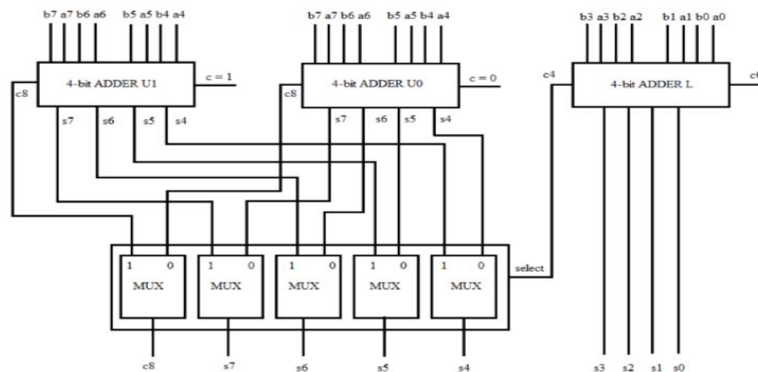 b7 a7 b6 a6 b5 a5 b4 a4
b7 a7 b6 a6 b5 a5 b4 a4
b3 a3 b2 a2 b1 a1 b0 a0
4-bit ADDER U1
c = 1
4-bit ADDER U0
c = 0
c4
4-bit ADDER L
c8
c8
s7 s6 s5 s4
s7 s6 s5 s4
1 0 1 0 1 0 1 0 1 0
select
MUX MUX MUX MUX MUX
c8 s7 s6 s5 s4
s3 s2 s1 s0